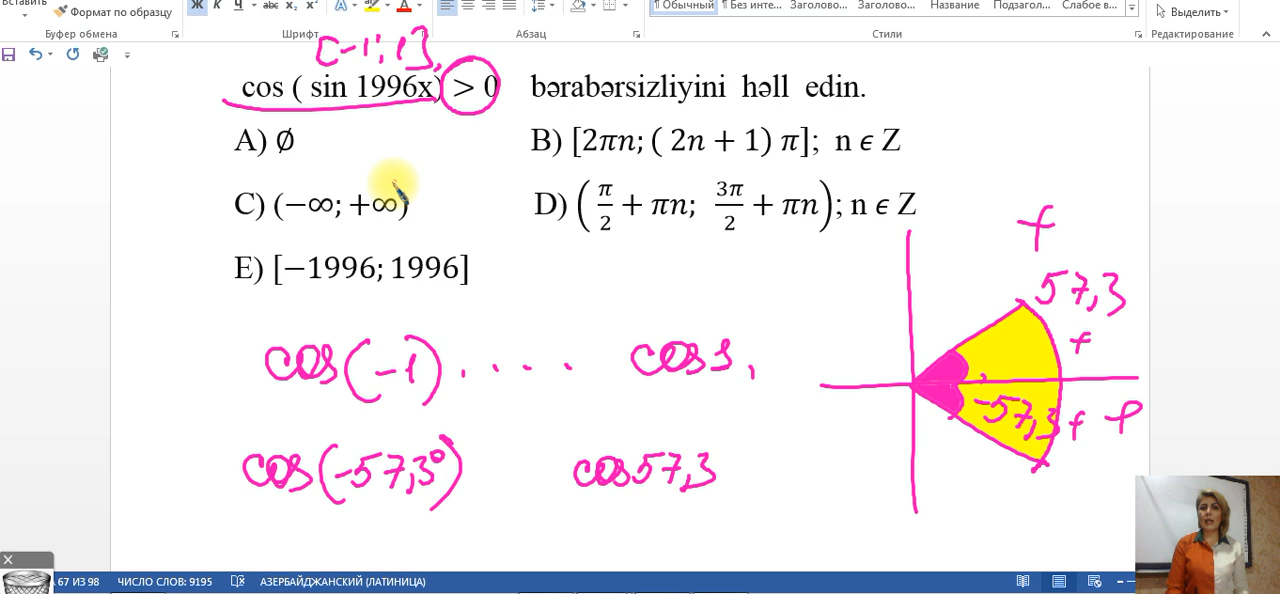 вставить
Формат по образцу
Ж К Ч abc x₂ x²
¶ Обычный ¶ Без инте... Заголово... Заголово... Название Подзагол... Слабое в...
Выделить
Буфер обмена Шрифт Абзац Стили Редактирование
[-1; 1]
cos ( sin 1996x) > 0 bərabərsizliyini həll edin.
A) ∅ B) [2πn; ( 2n + 1) π]; n ϵ Z
C) (−∞; +∞) D) (π/2 + πn; 3π/2 + πn); n ϵ Z
E) [−1996; 1996]
+
57,3
+
cos(-1) . . . . cos 1,
-57,3 +
cos(-57,3°) cos 57,3
67 ИЗ 98 ЧИСЛО СЛОВ: 9195 АЗЕРБАЙДЖАНСКИЙ (ЛАТИНИЦА)